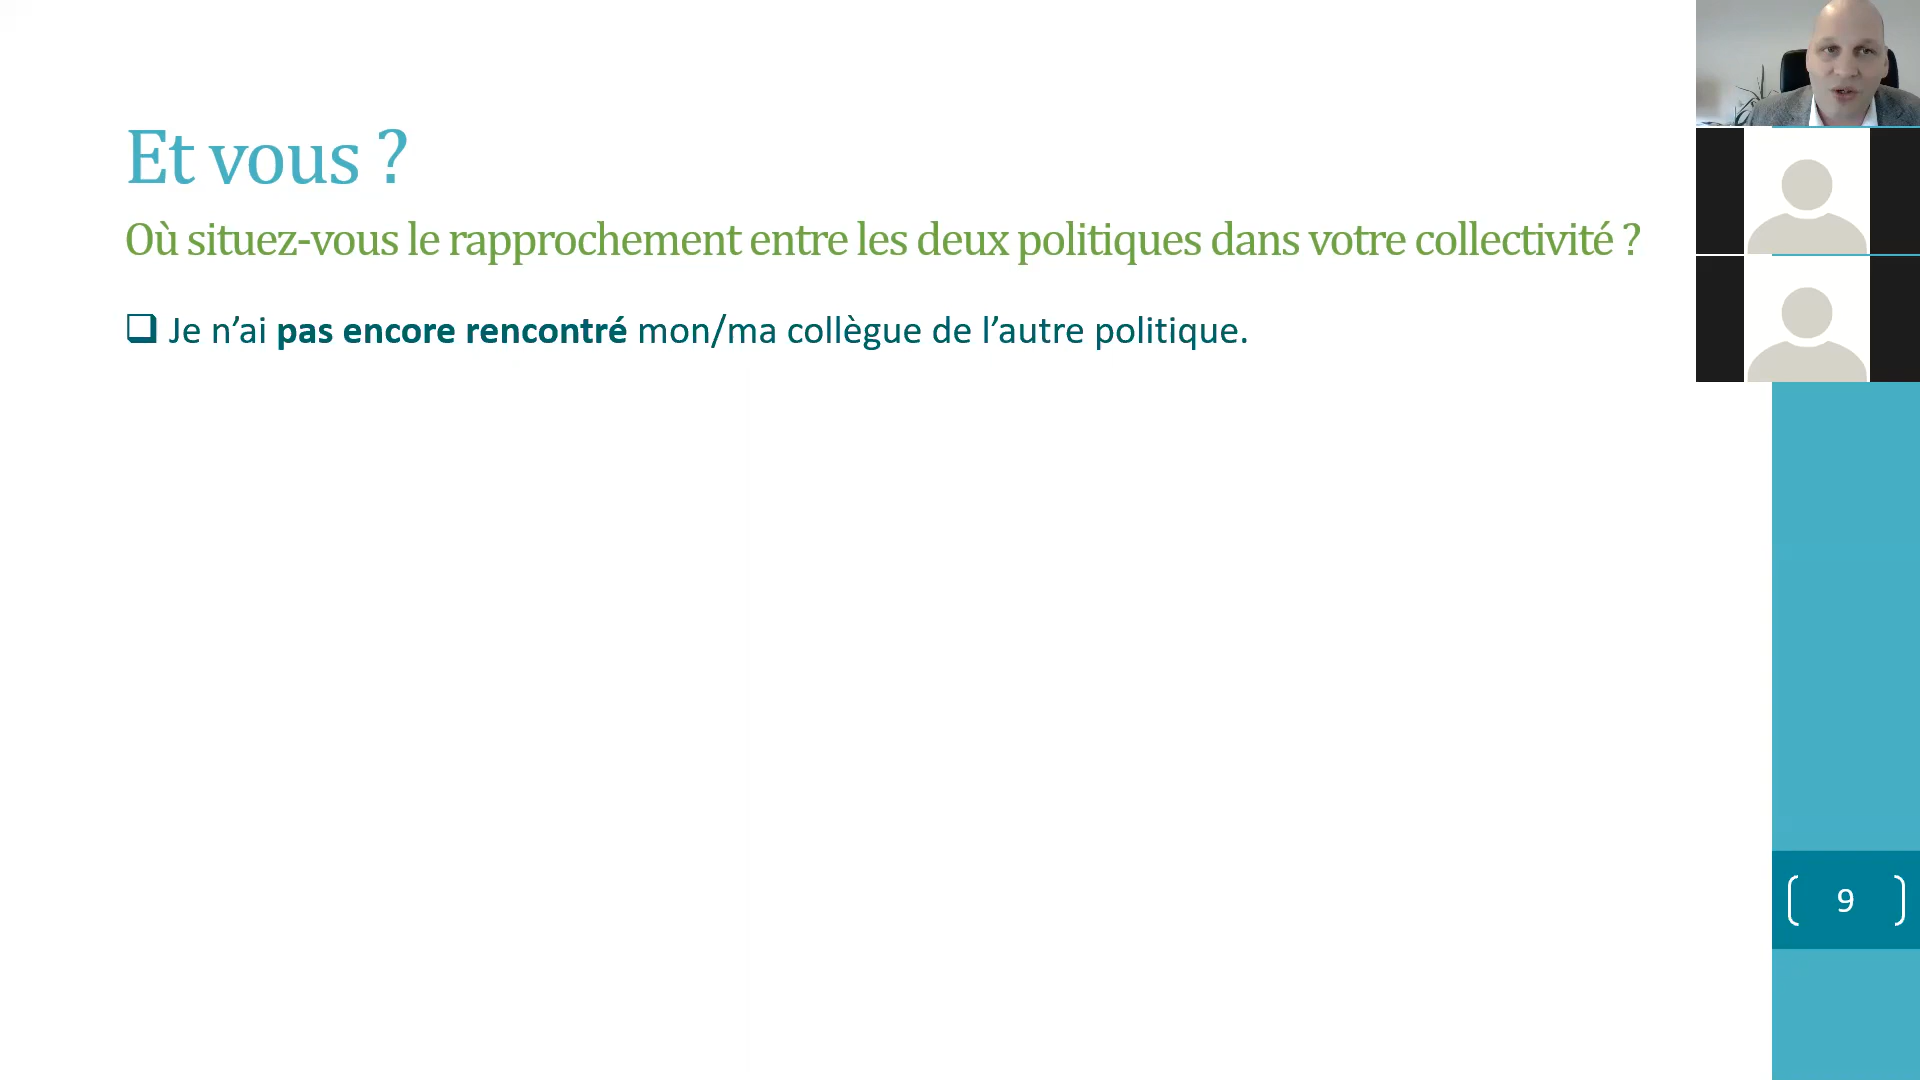 Et vous ?
Où situez-vous le rapprochement entre les deux politiques dans votre collectivité ?
❑ Je n’ai pas encore rencontré mon/ma collègue de l’autre politique.
9